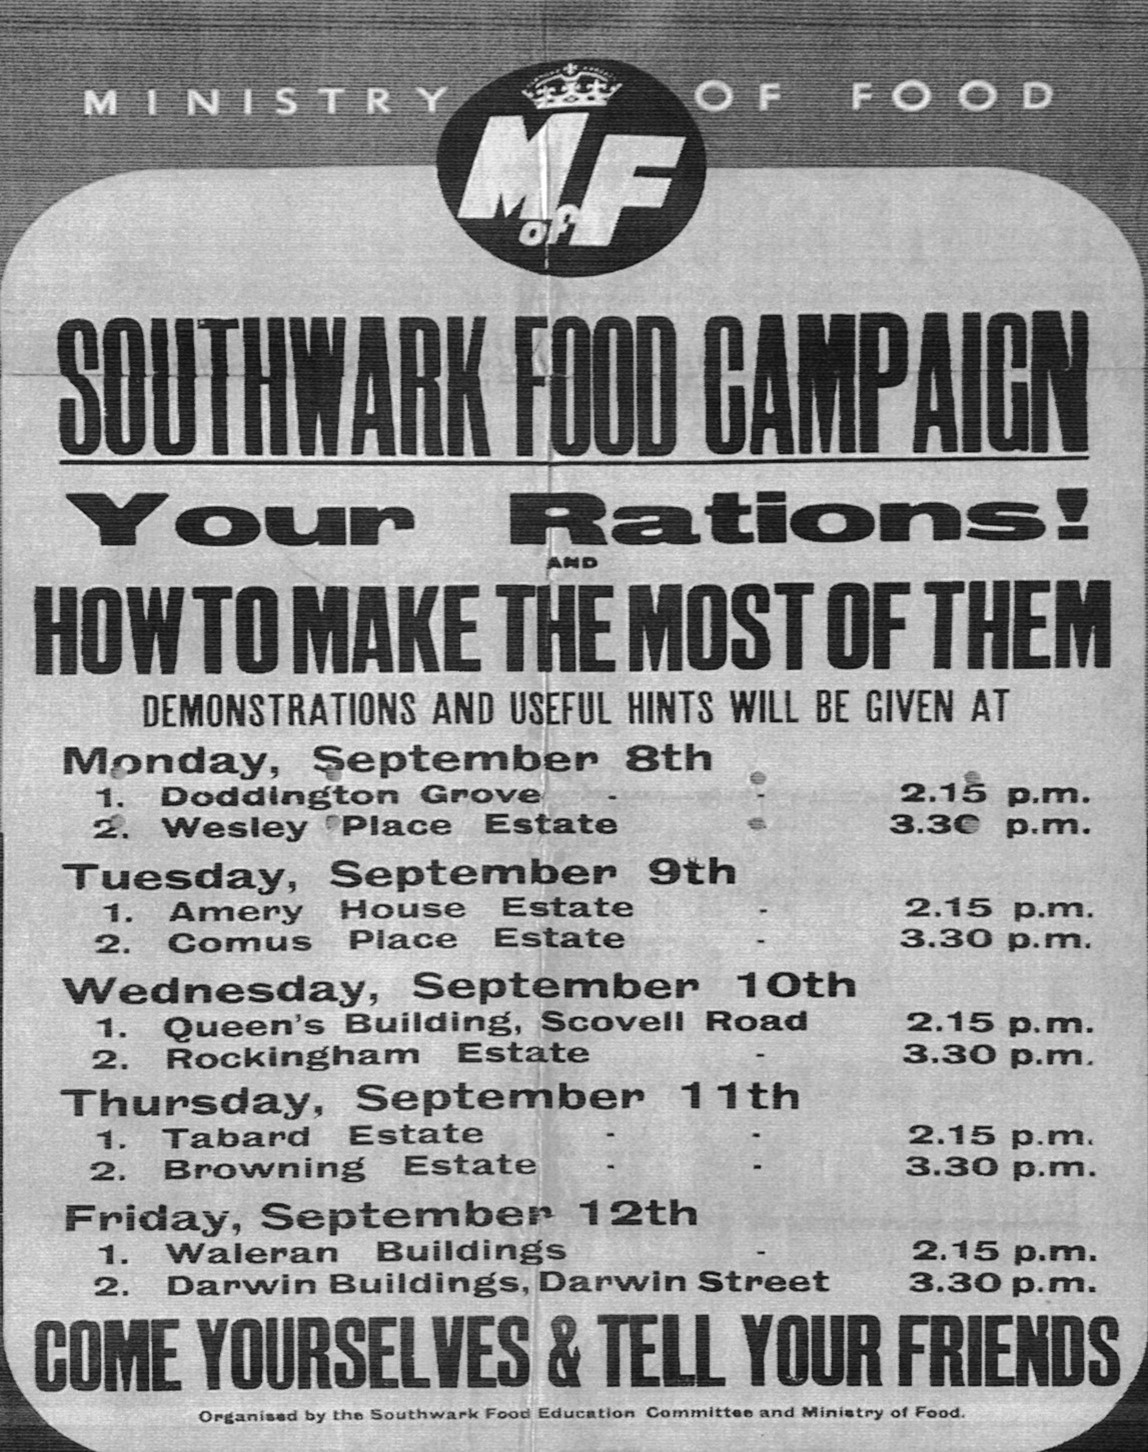 MINISTRY OF FOOD
M of F
SOUTHWARK FOOD CAMPAIGN
Your Rations!
AND
HOW TO MAKE THE MOST OF THEM
DEMONSTRATIONS AND USEFUL HINTS WILL BE GIVEN AT
Monday, September 8th
1. Doddington Grove - - 2.15 p.m.
2. Wesley Place Estate - 3.30 p.m.
Tuesday, September 9th
1. Amery House Estate - 2.15 p.m.
2. Comus Place Estate - 3.30 p.m.
Wednesday, September 10th
1. Queen's Building, Scovell Road 2.15 p.m.
2. Rockingham Estate - 3.30 p.m.
Thursday, September 11th
1. Tabard Estate - - 2.15 p.m.
2. Browning Estate - - 3.30 p.m.
Friday, September 12th
1. Waleran Buildings - 2.15 p.m.
2. Darwin Buildings, Darwin Street 3.30 p.m.
COME YOURSELVES & TELL YOUR FRIENDS
Organised by the Southwark Food Education Committee and Ministry of Food.